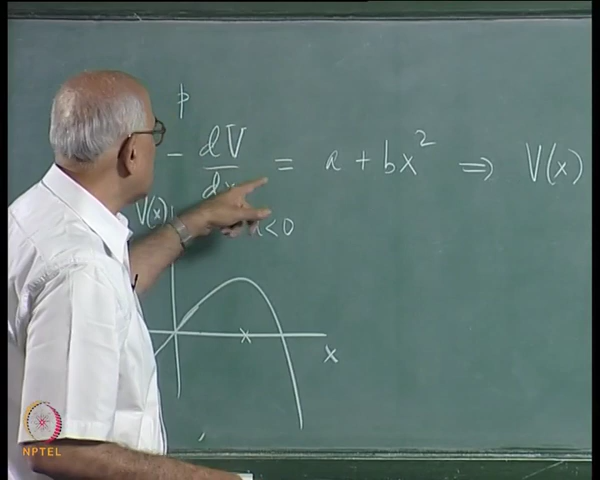 p
- dV/dx = a + bx² ⇒ V(x)
V(x)
<0
x
NPTEL